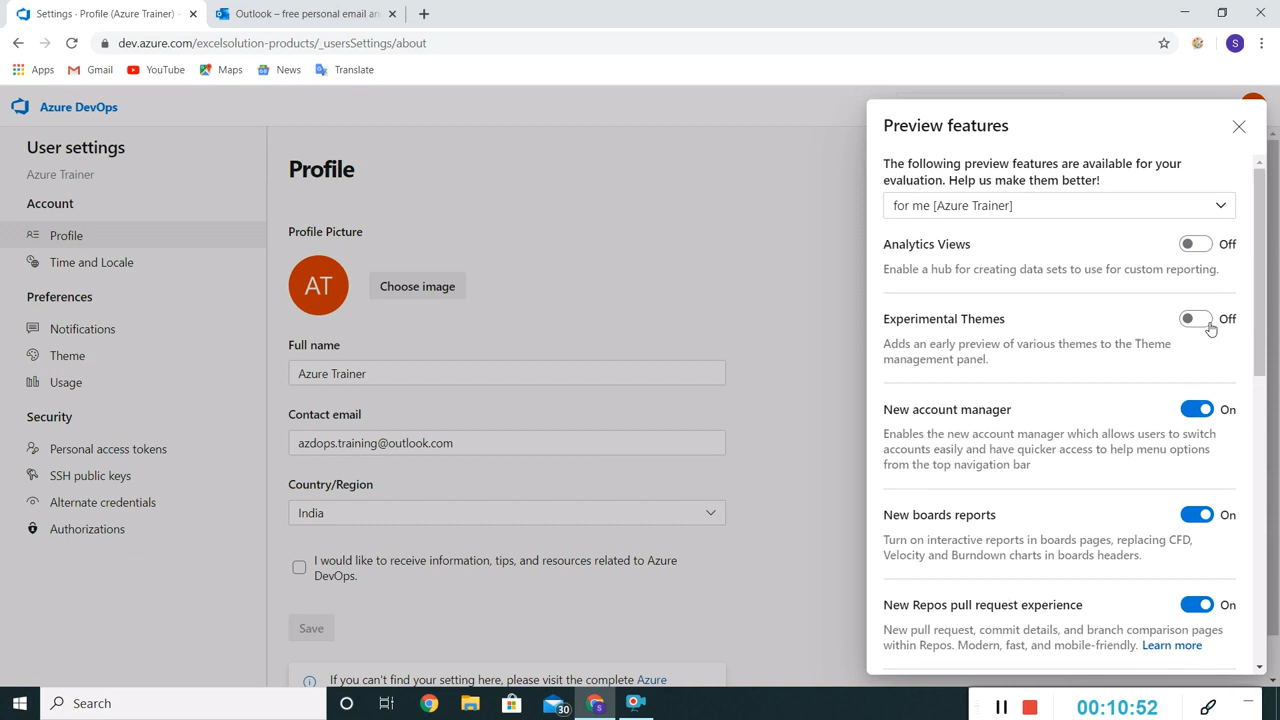 Settings - Profile (Azure Trainer) -
Outlook – free personal email an
dev.azure.com/excelsolution-products/_usersSettings/about
S
Apps
Gmail
YouTube
Maps
News
Translate
Azure DevOps
User settings
Azure Trainer
Account
Profile
Time and Locale
Preferences
Notifications
Theme
Usage
Security
Personal access tokens
SSH public keys
Alternate credentials
Authorizations
Profile
Profile Picture
AT
Choose image
Full name
Azure Trainer
Contact email
azdops.training@outlook.com
Country/Region
India
I would like to receive information, tips, and resources related to Azure
DevOps.
Save
If you can't find your setting here, please visit the complete Azure
Preview features
The following preview features are available for your
evaluation. Help us make them better!
for me [Azure Trainer]
Analytics Views
Off
Enable a hub for creating data sets to use for custom reporting.
Experimental Themes
Off
Adds an early preview of various themes to the Theme
management panel.
New account manager
On
Enables the new account manager which allows users to switch
accounts easily and have quicker access to help menu options
from the top navigation bar
New boards reports
On
Turn on interactive reports in boards pages, replacing CFD,
Velocity and Burndown charts in boards headers.
New Repos pull request experience
On
New pull request, commit details, and branch comparison pages
within Repos. Modern, fast, and mobile-friendly. Learn more
Search
30
S
00:10:52